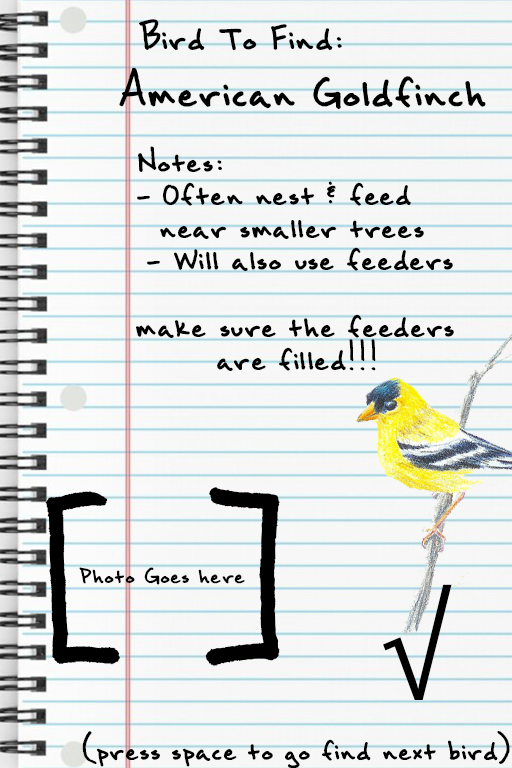 Bird To Find:
American Goldfinch
Notes:
- Often nest & feed
near smaller trees
- Will also use feeders
make sure the feeders
are filled!!!
Photo Goes here
√
(press space to go find next bird)